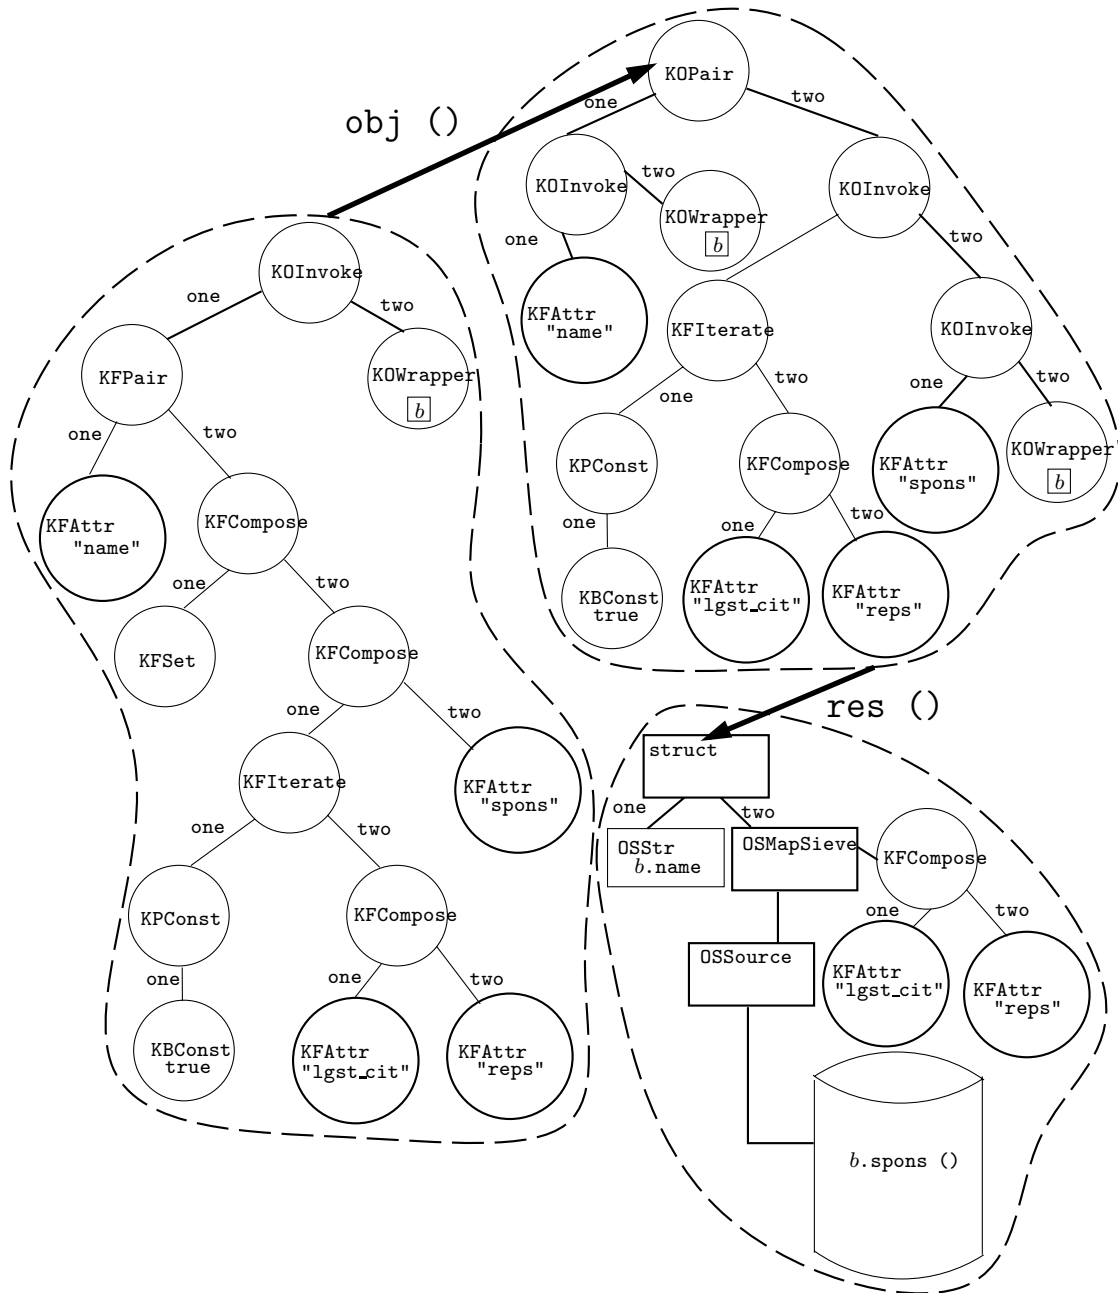 KOPair
one
two
obj ()
KOInvoke
two
KOWrapper
b
KOInvoke
one
two
KFAttr
"name"
KFIterate
KOInvoke
one
two
one
two
KPConst
KFCompose
KFAttr
"spons"
KOWrapper
b
one
one
two
KBConst
true
KFAttr
"lgst_cit"
KFAttr
"reps"
KOInvoke
one
two
KFPair
KOWrapper
b
one
two
KFAttr
"name"
KFCompose
one
two
KFSet
KFCompose
one
two
KFIterate
KFAttr
"spons"
one
two
KPConst
KFCompose
one
one
two
KBConst
true
KFAttr
"lgst_cit"
KFAttr
"reps"
res ()
struct
one
two
OSStr
b.name
OSMapSieve
KFCompose
one
two
OSSource
KFAttr
"lgst_cit"
KFAttr
"reps"
b.spons ()